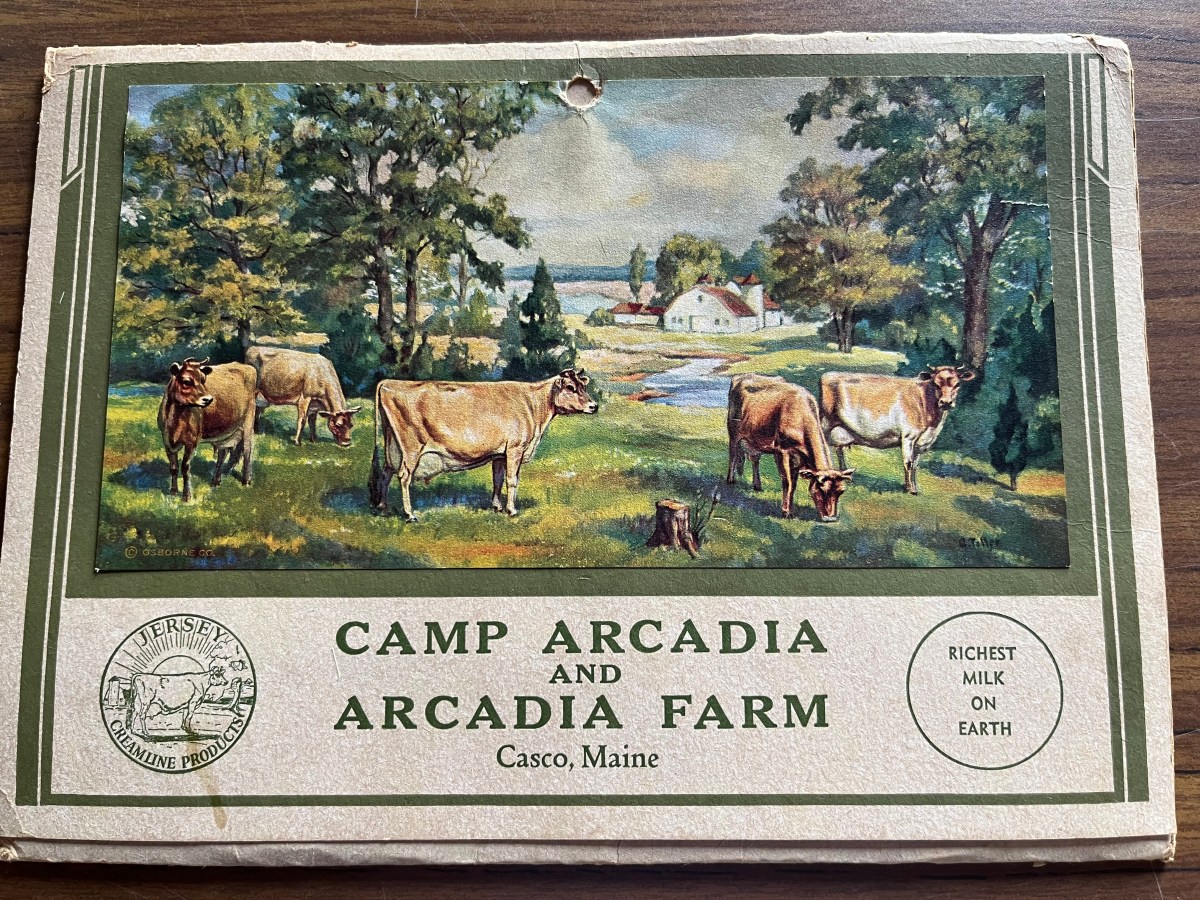 © OSBORNE CO.
JERSEY
CREAMLINE PRODUCTS
CAMP ARCADIA
AND
ARCADIA FARM
Casco, Maine
RICHEST
MILK
ON
EARTH